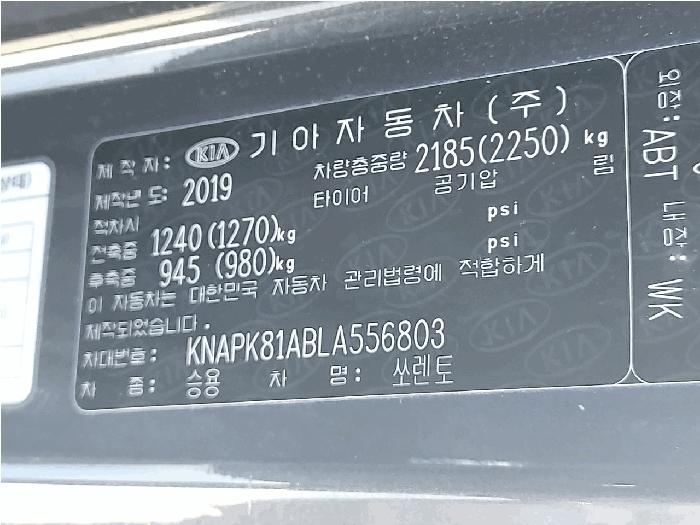 제 작 자: KIA 기아자동차(주)
제작년 도: 2019 차량총중량 2185(2250) kg
적차시 타이어 공기압 림
전축중 1240(1270)kg psi
후축중 945 (980)kg psi
이 자동차는 대한민국 자동차 관리법령에 적합하게
제작되었습니다.
차대번호: KNAPK81ABLA556803
차 종: 승용 차 명: 쏘렌토
외장: ABT 내장: WK